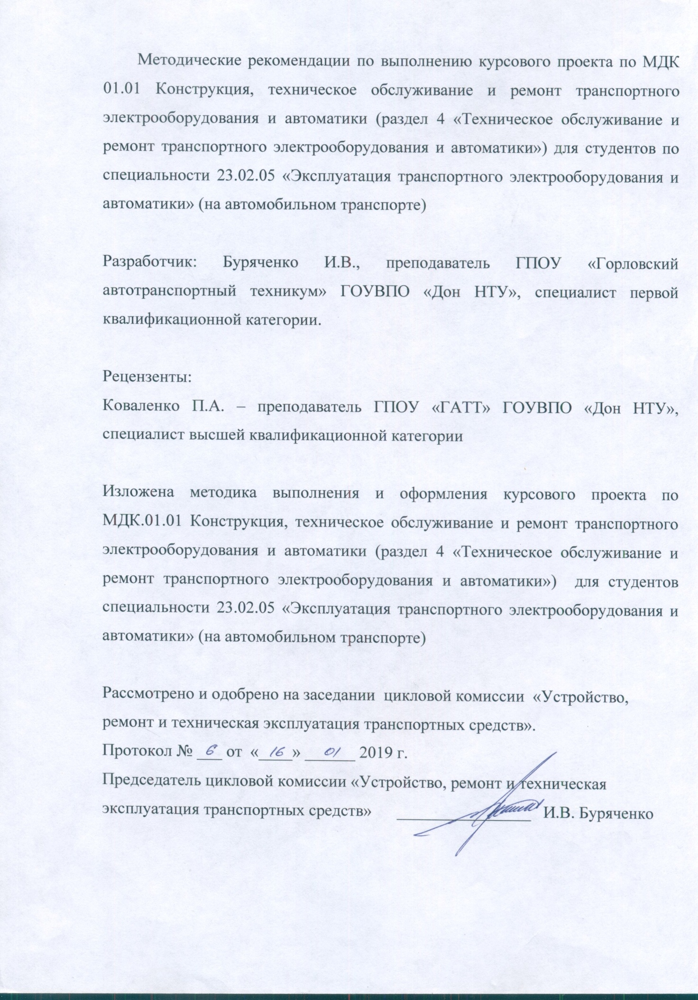 Методические рекомендации по выполнению курсового проекта по МДК
01.01 Конструкция, техническое обслуживание и ремонт транспортного
электрооборудования и автоматики (раздел 4 «Техническое обслуживание и
ремонт транспортного электрооборудования и автоматики») для студентов по
специальности 23.02.05 «Эксплуатация транспортного электрооборудования и
автоматики» (на автомобильном транспорте)
Разработчик: Буряченко И.В., преподаватель ГПОУ «Горловский
автотранспортный техникум» ГОУВПО «Дон НТУ», специалист первой
квалификационной категории.
Рецензенты:
Коваленко П.А. – преподаватель ГПОУ «ГАТТ» ГОУВПО «Дон НТУ»,
специалист высшей квалификационной категории
Изложена методика выполнения и оформления курсового проекта по
МДК.01.01 Конструкция, техническое обслуживание и ремонт транспортного
электрооборудования и автоматики (раздел 4 «Техническое обслуживание и
ремонт транспортного электрооборудования и автоматики») для студентов
специальности 23.02.05 «Эксплуатация транспортного электрооборудования и
автоматики» (на автомобильном транспорте)
Рассмотрено и одобрено на заседании цикловой комиссии «Устройство,
ремонт и техническая эксплуатация транспортных средств».
Протокол № 6 от «16» 01 2019 г.
Председатель цикловой комиссии «Устройство, ремонт и техническая
эксплуатация транспортных средств» И.В. Буряченко